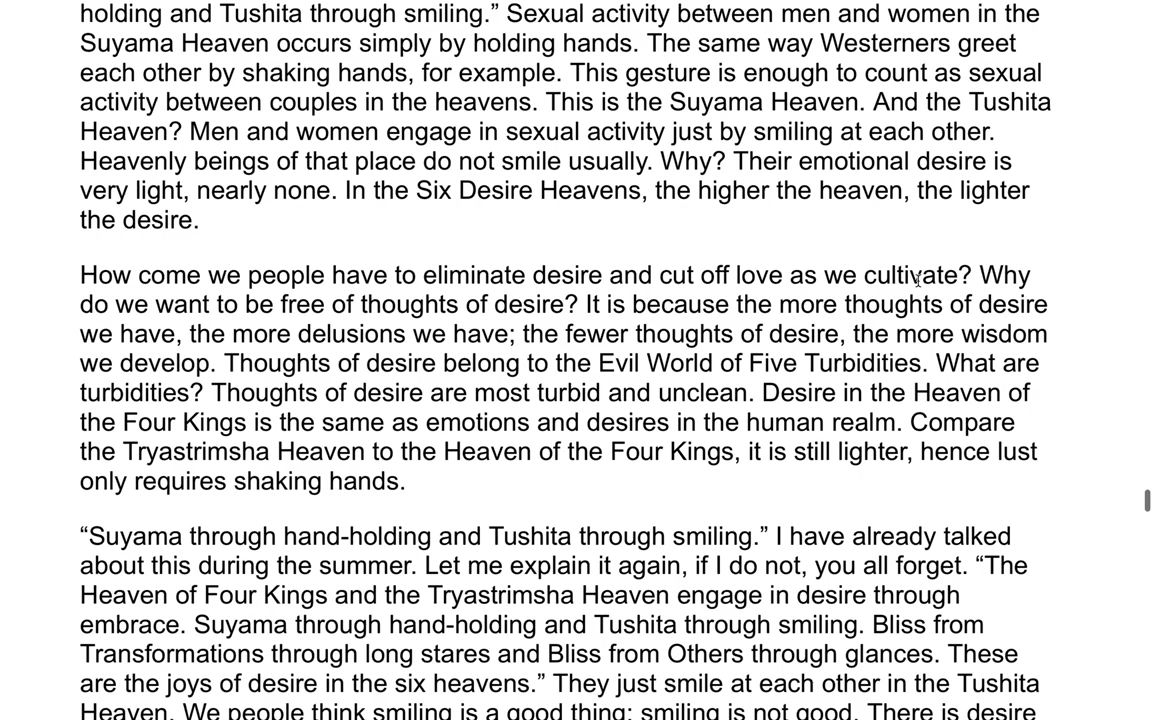 holding and Tushita through smiling.” Sexual activity between men and women in the
Suyama Heaven occurs simply by holding hands. The same way Westerners greet
each other by shaking hands, for example. This gesture is enough to count as sexual
activity between couples in the heavens. This is the Suyama Heaven. And the Tushita
Heaven? Men and women engage in sexual activity just by smiling at each other.
Heavenly beings of that place do not smile usually. Why? Their emotional desire is
very light, nearly none. In the Six Desire Heavens, the higher the heaven, the lighter
the desire.
How come we people have to eliminate desire and cut off love as we cultivate? Why
do we want to be free of thoughts of desire? It is because the more thoughts of desire
we have, the more delusions we have; the fewer thoughts of desire, the more wisdom
we develop. Thoughts of desire belong to the Evil World of Five Turbidities. What are
turbidities? Thoughts of desire are most turbid and unclean. Desire in the Heaven of
the Four Kings is the same as emotions and desires in the human realm. Compare
the Tryastrimsha Heaven to the Heaven of the Four Kings, it is still lighter, hence lust
only requires shaking hands.
“Suyama through hand-holding and Tushita through smiling.” I have already talked
about this during the summer. Let me explain it again, if I do not, you all forget. “The
Heaven of Four Kings and the Tryastrimsha Heaven engage in desire through
embrace. Suyama through hand-holding and Tushita through smiling. Bliss from
Transformations through long stares and Bliss from Others through glances. These
are the joys of desire in the six heavens.” They just smile at each other in the Tushita
Heaven. We people think smiling is a good thing; smiling is not good. There is desire